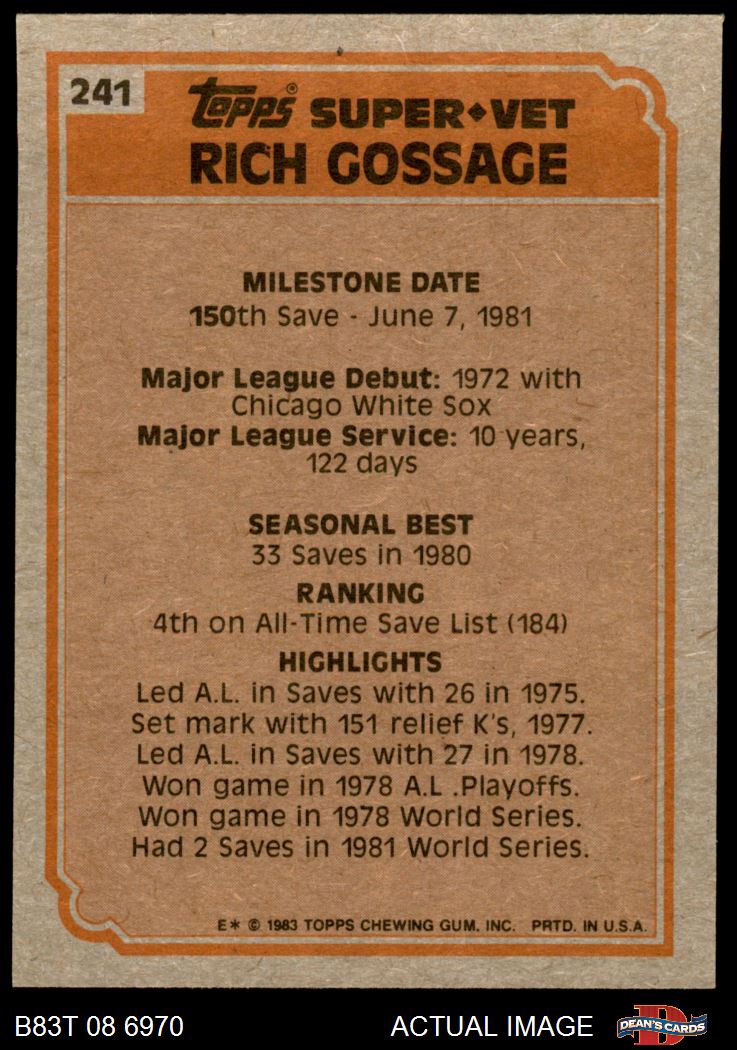 241
Topps® SUPER◆VET
RICH GOSSAGE
MILESTONE DATE
150th Save - June 7, 1981
Major League Debut: 1972 with
Chicago White Sox
Major League Service: 10 years,
122 days
SEASONAL BEST
33 Saves in 1980
RANKING
4th on All-Time Save List (184)
HIGHLIGHTS
Led A.L. in Saves with 26 in 1975.
Set mark with 151 relief K's, 1977.
Led A.L. in Saves with 27 in 1978.
Won game in 1978 A.L .Playoffs.
Won game in 1978 World Series.
Had 2 Saves in 1981 World Series.
E* © 1983 TOPPS CHEWING GUM, INC. PRTD. IN U.S.A.
B83T 08 6970 ACTUAL IMAGE DEAN'S CARDS